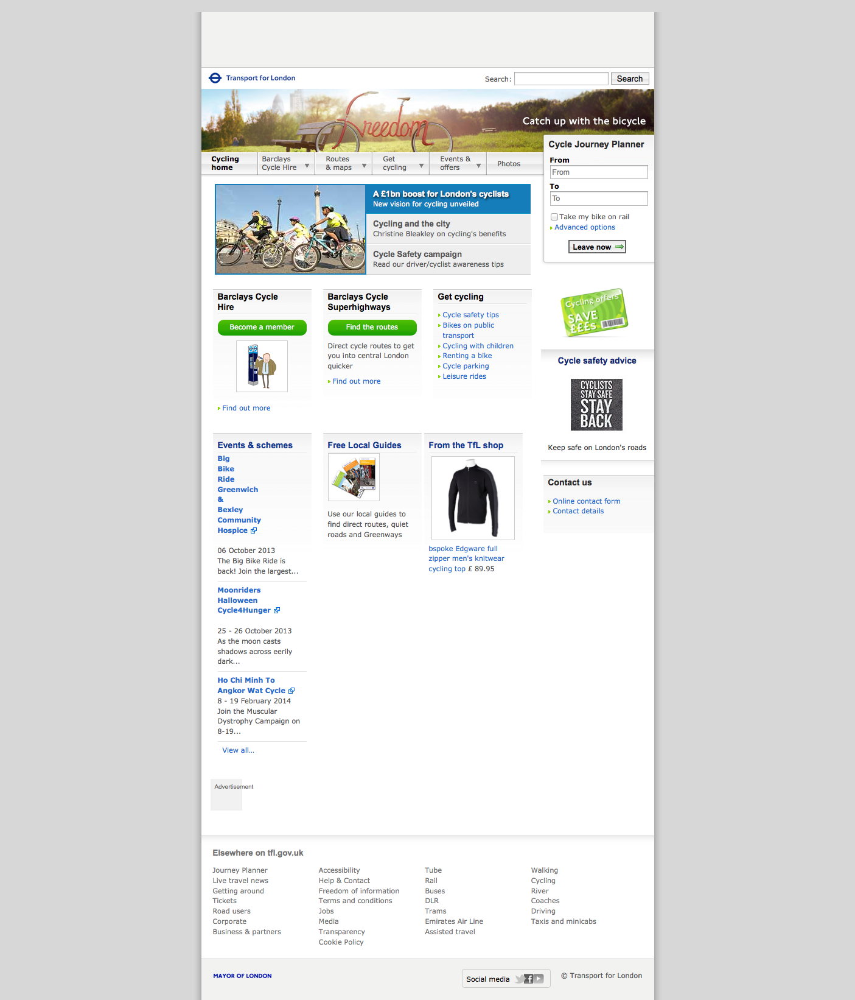 Transport for London
Search:
Search
freedom
Catch up with the bicycle
Cycling home
Barclays Cycle Hire
Routes & maps
Get cycling
Events & offers
Photos
Cycle Journey Planner
From
From
To
To
Take my bike on rail
Advanced options
Leave now
A £1bn boost for London's cyclists
New vision for cycling unveiled
Cycling and the city
Christine Bleakley on cycling's benefits
Cycle Safety campaign
Read our driver/cyclist awareness tips
Barclays Cycle
Hire
Become a member
Find out more
Barclays Cycle
Superhighways
Find the routes
Direct cycle routes to get
you into central London
quicker
Find out more
Get cycling
Cycle safety tips
Bikes on public
transport
Cycling with children
Renting a bike
Cycle parking
Leisure rides
Cycling offers
SAVE
£££s
Cycle safety advice
CYCLISTS
STAY SAFE
STAY
BACK
Keep safe on London's roads
Contact us
Online contact form
Contact details
Events & schemes
Big
Bike
Ride
Greenwich
&
Bexley
Community
Hospice
06 October 2013
The Big Bike Ride is
back! Join the largest...
Moonriders
Halloween
Cycle4Hunger
25 - 26 October 2013
As the moon casts
shadows across eerily
dark...
Ho Chi Minh To
Angkor Wat Cycle
8 - 19 February 2014
Join the Muscular
Dystrophy Campaign on
8-19...
View all...
Free Local Guides
Use our local guides to
find direct routes, quiet
roads and Greenways
From the TfL shop
bspoke Edgware full
zipper men's knitwear
cycling top £ 89.95
Advertisement
Elsewhere on tfl.gov.uk
Journey Planner
Live travel news
Getting around
Tickets
Road users
Corporate
Business & partners
Accessibility
Help & Contact
Freedom of information
Terms and conditions
Jobs
Media
Transparency
Cookie Policy
Tube
Rail
Buses
DLR
Trams
Emirates Air Line
Assisted travel
Walking
Cycling
River
Coaches
Driving
Taxis and minicabs
MAYOR OF LONDON
Social media
© Transport for London